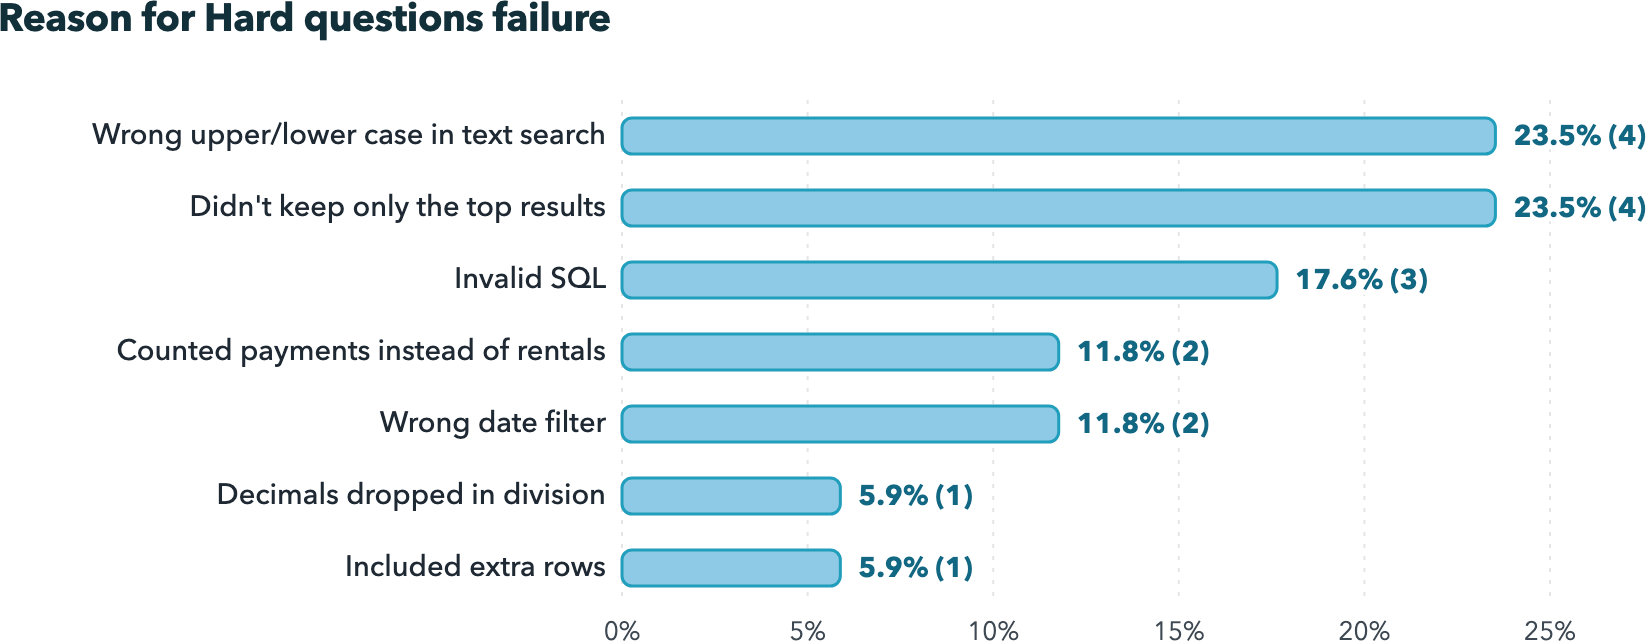 Reason for Hard questions failure
Wrong upper/lower case in text search 23.5% (4)
Didn't keep only the top results 23.5% (4)
Invalid SQL 17.6% (3)
Counted payments instead of rentals 11.8% (2)
Wrong date filter 11.8% (2)
Decimals dropped in division 5.9% (1)
Included extra rows 5.9% (1)
0% 5% 10% 15% 20% 25%